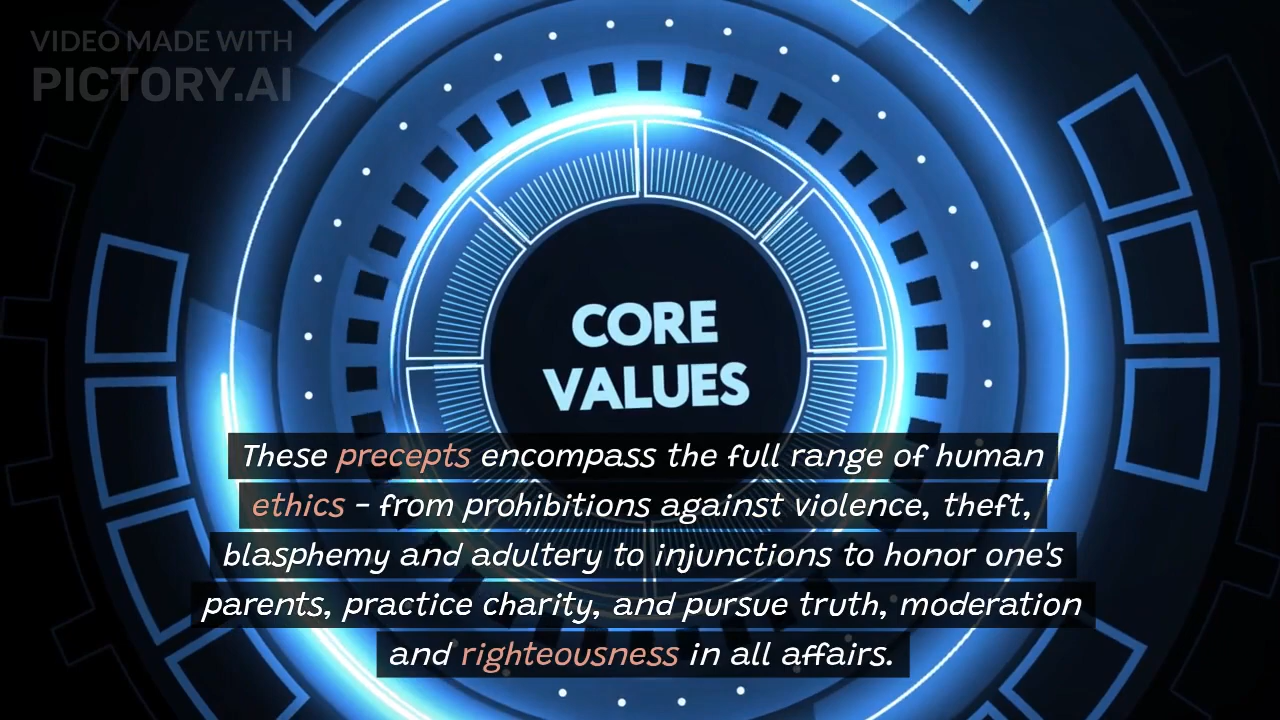 VIDEO MADE WITH
PICTORY.AI
CORE
VALUES
These precepts encompass the full range of human
ethics - from prohibitions against violence, theft,
blasphemy and adultery to injunctions to honor one's
parents, practice charity, and pursue truth, moderation
and righteousness in all affairs.